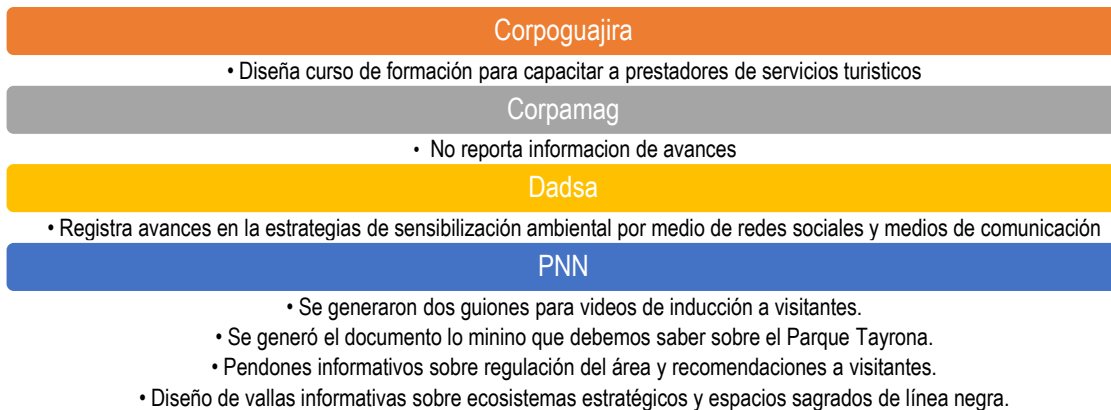 Corpoguajira
• Diseña curso de formación para capacitar a prestadores de servicios turisticos
Corpamag
• No reporta informacion de avances
Dadsa
• Registra avances en la estrategias de sensibilización ambiental por medio de redes sociales y medios de comunicación
PNN
• Se generaron dos guiones para videos de inducción a visitantes.
• Se generó el documento lo minino que debemos saber sobre el Parque Tayrona.
• Pendones informativos sobre regulación del área y recomendaciones a visitantes.
• Diseño de vallas informativas sobre ecosistemas estratégicos y espacios sagrados de línea negra.